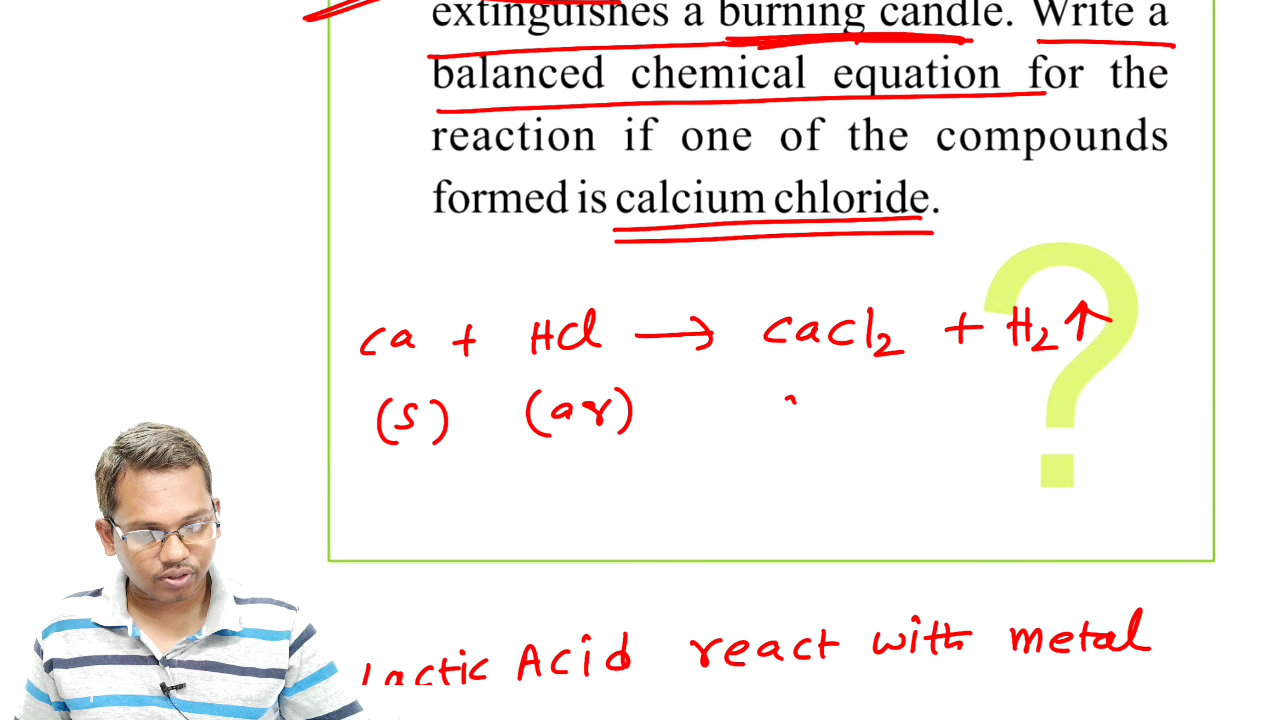 extinguishes a burning candle. Write a
balanced chemical equation for the
reaction if one of the compounds
formed is calcium chloride.
Ca + HCl → CaCl₂ + H₂↑
(s) (aq)
Lactic Acid react with metal
?